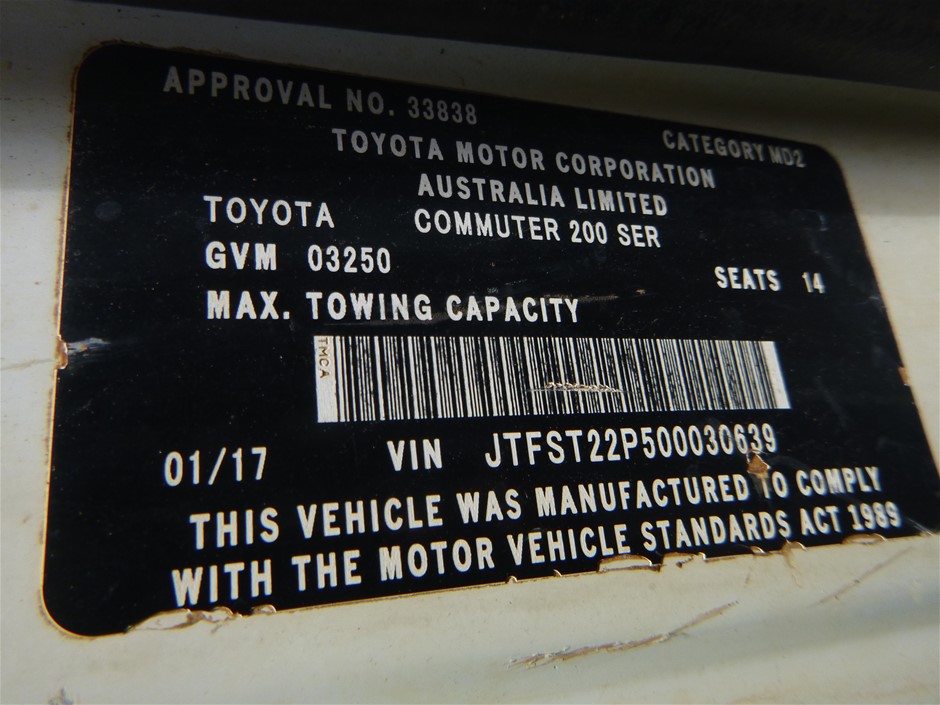 APPROVAL NO. 33838
CATEGORY MD2
TOYOTA MOTOR CORPORATION
AUSTRALIA LIMITED
TOYOTA COMMUTER 200 SER
GVM 03250
SEATS 14
MAX. TOWING CAPACITY
TMCA
01/17 VIN JTFST22P500030639
THIS VEHICLE WAS MANUFACTURED TO COMPLY
WITH THE MOTOR VEHICLE STANDARDS ACT 1989